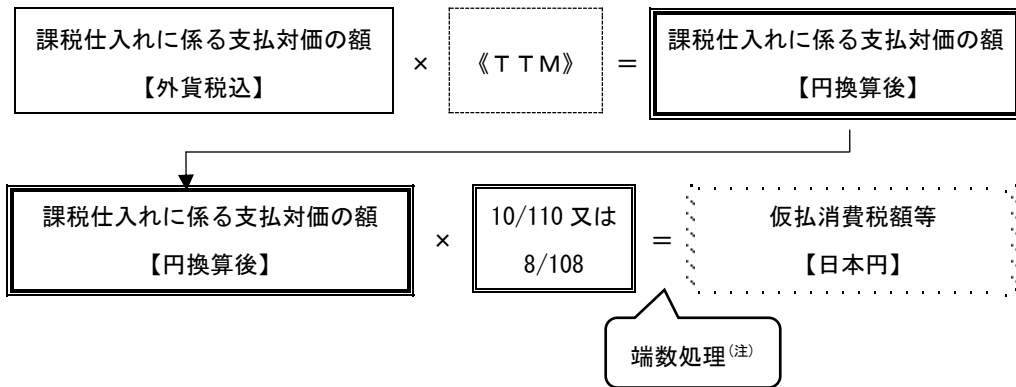 課税仕入れに係る支払対価の額
【外貨税込】
×
《ＴＴＭ》
＝
課税仕入れに係る支払対価の額
【円換算後】
課税仕入れに係る支払対価の額
【円換算後】
×
10/110 又は
8/108
＝
仮払消費税額等
【日本円】
端数処理(注)